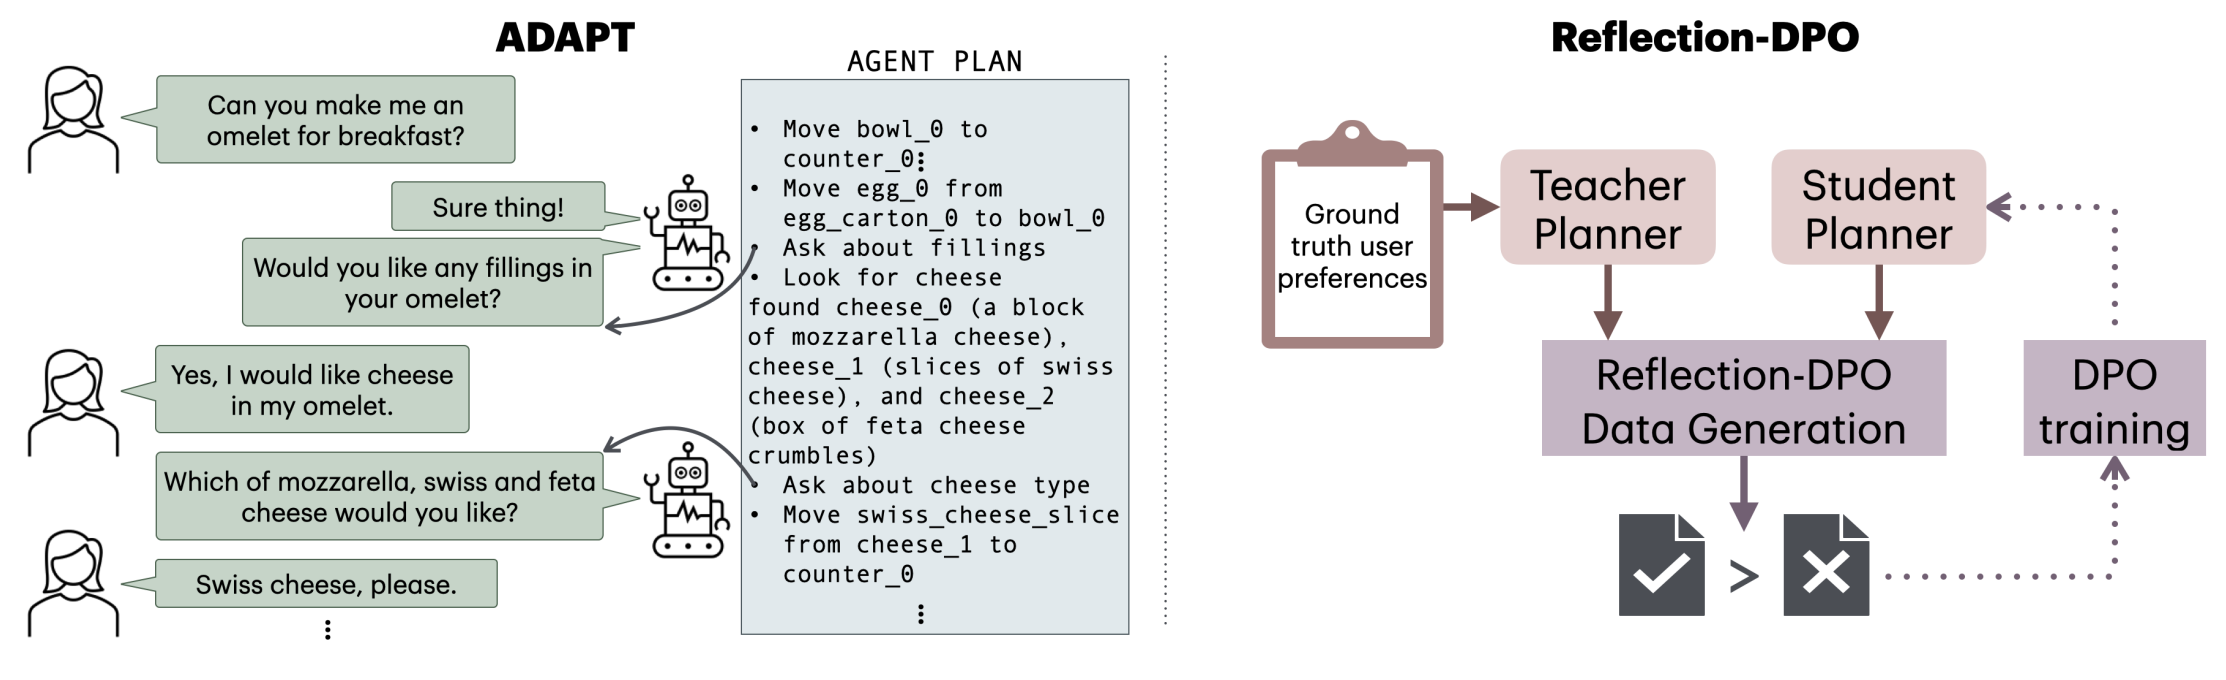 ADAPT
Can you make me an
omelet for breakfast?
Sure thing!
Would you like any fillings in
your omelet?
Yes, I would like cheese
in my omelet.
Which of mozzarella, swiss and feta
cheese would you like?
Swiss cheese, please.
⋮
AGENT PLAN
• Move bowl_0 to
counter_0⋮
• Move egg_0 from
egg_carton_0 to bowl_0
• Ask about fillings
• Look for cheese
found cheese_0 (a block
of mozzarella cheese),
cheese_1 (slices of swiss
cheese), and cheese_2
(box of feta cheese
crumbles)
• Ask about cheese type
• Move swiss_cheese_slice
from cheese_1 to
counter_0
⋮
Reflection-DPO
Ground
truth user
preferences
Teacher
Planner
Student
Planner
Reflection-DPO
Data Generation
DPO
training
>